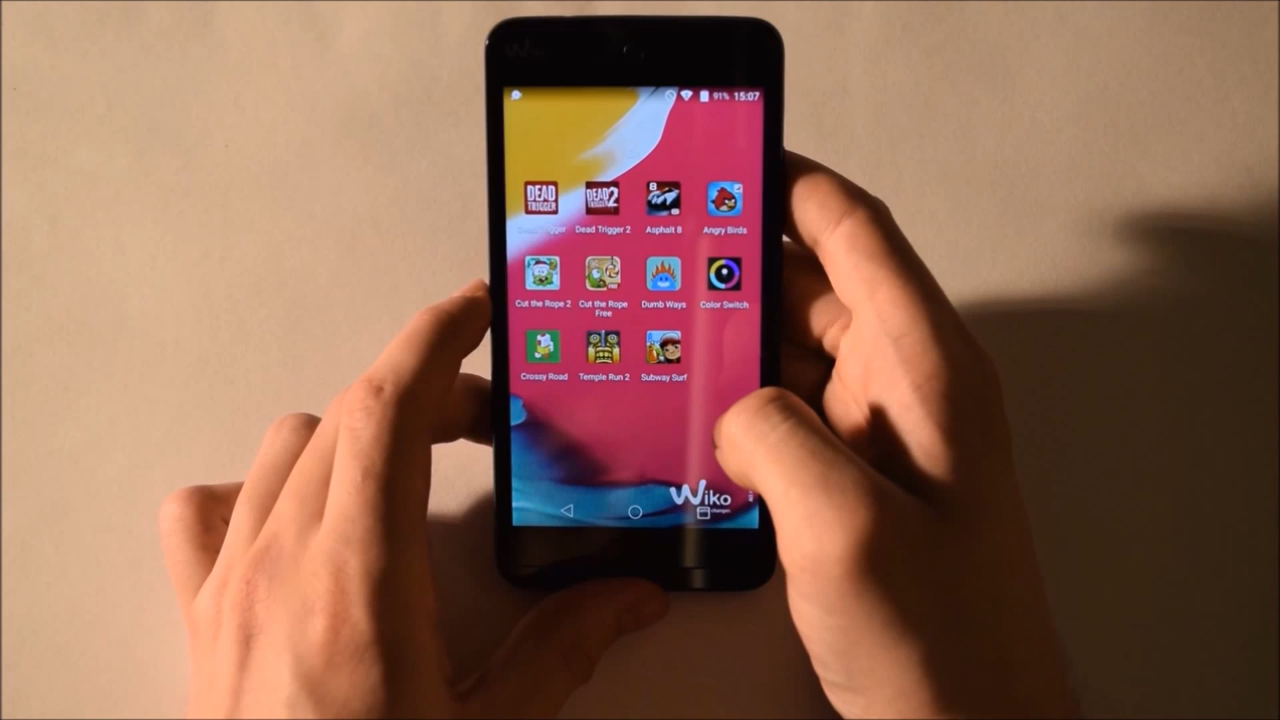 91% 15:07
DEAD TRIGGER
DEAD TRIGGER 2
8
Dead Trigger 2 Asphalt 8 Angry Birds
Cut the Rope 2 Cut the Rope Free Dumb Ways Color Switch
Crossy Road Temple Run 2 Subway Surf
Wiko